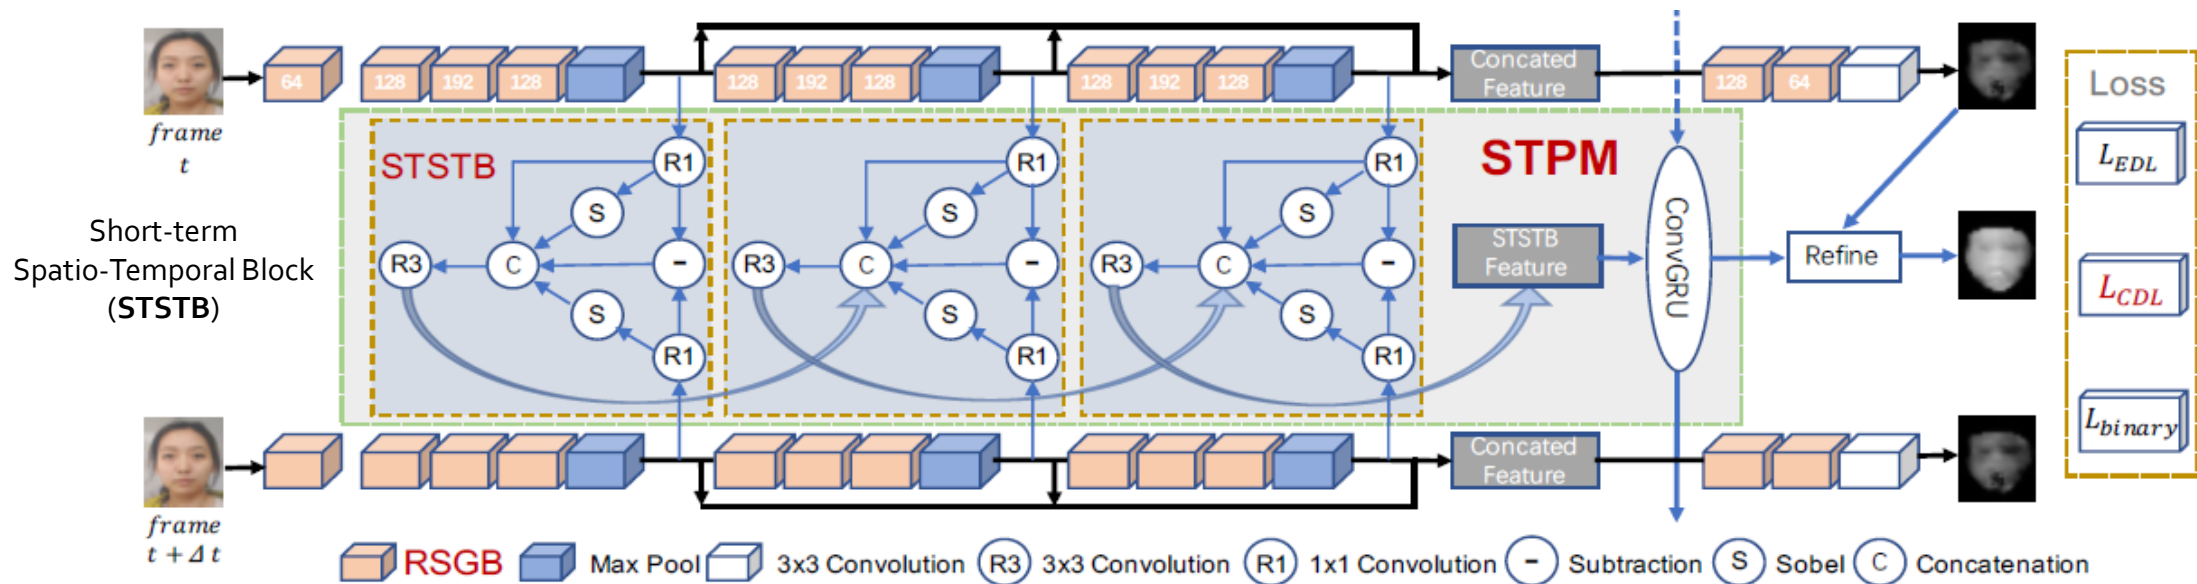 64
128
192
128
128
192
128
128
192
128
Concated
Feature
128
64
frame
t
Loss
STSTB
STPM
R1
S
R3
C
-
S
R1
R1
S
R3
C
-
S
R1
R1
S
R3
C
-
S
R1
STSTB
Feature
ConvGRU
Refine
L_EDL
L_CDL
L_binary
Short-term
Spatio-Temporal Block
(STSTB)
Concated
Feature
frame
t + Δ t
RSGB
Max Pool
3x3 Convolution
R3 3x3 Convolution
R1 1x1 Convolution
- Subtraction
S Sobel
C Concatenation